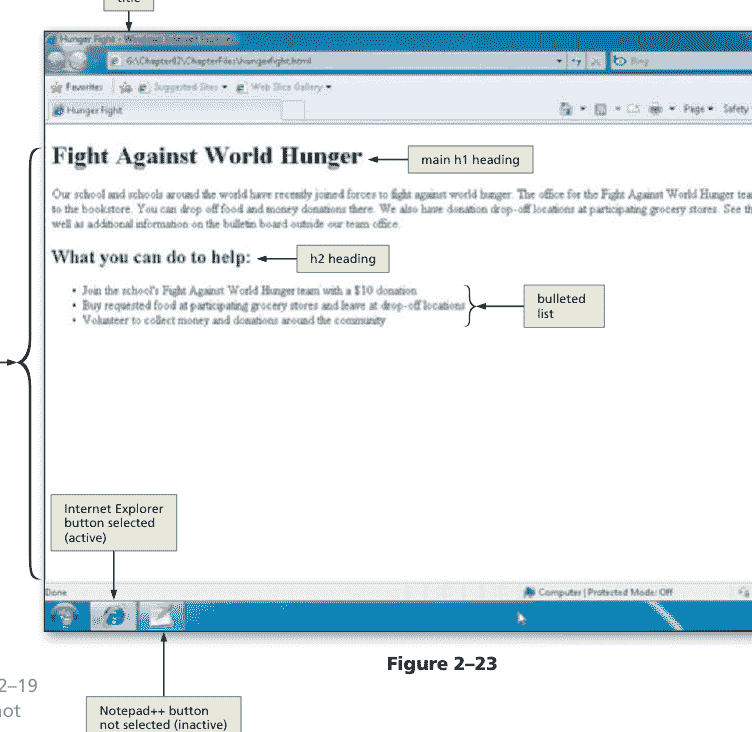 title
Hunger Fight - Windows Internet Explorer
G:\Chapter02\ChapterFiles\hungerfight.html
Bing
Favorites Suggested Sites Web Slice Gallery
Hunger Fight
Page Safety
Fight Against World Hunger
main h1 heading
Our school and schools around the world have recently joined forces to fight against world hunger. The office for the Fight Against World Hunger
to the bookstore. You can drop off food and money donations there. We also have donation drop-off locations at participating grocery stores. See
well as additional information on the bulletin board outside our team office.
What you can do to help:
h2 heading
• Join the school's Fight Against World Hunger team with a $10 donation
• Buy requested food at participating grocery stores and leave at drop-off locations
• Volunteer to collect money and donations around the community
bulleted
list
Internet Explorer
button selected
(active)
Done
Computer | Protected Mode: Off
Figure 2–23
2–19
not
Notepad++ button
not selected (inactive)